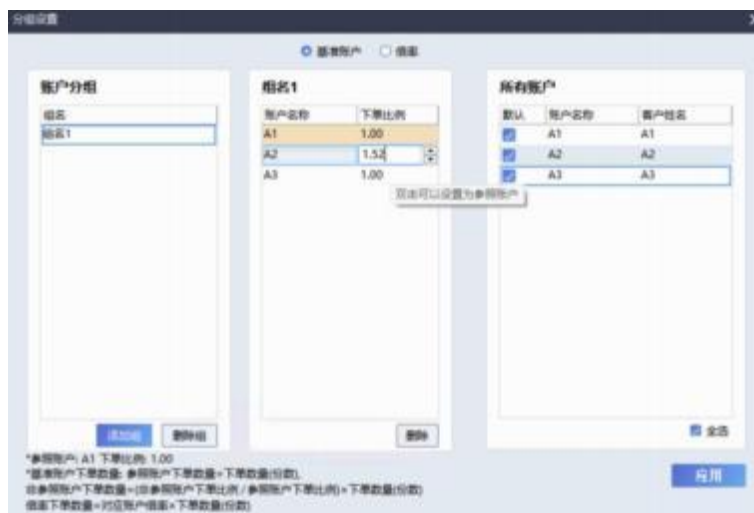 分组设置
基准账户 倍率
账户分组
组名
组名1
添加组 删除组
组名1
账户名称 下单比例
A1 1.00
A2 1.52
A3 1.00
双击可以设置为参照账户
删除
所有账户
默认 账户名称 客户姓名
A1 A1
A2 A2
A3 A3
全选
*参照账户: A1 下单比例: 1.00
*基准账户下单数量: 参照账户下单数量=下单数量(份数),
非参照账户下单数量=(非参照账户下单比例 / 参照账户下单比例)×下单数量(份数)
倍率下单数量=对应账户倍率×下单数量(份数)
应用